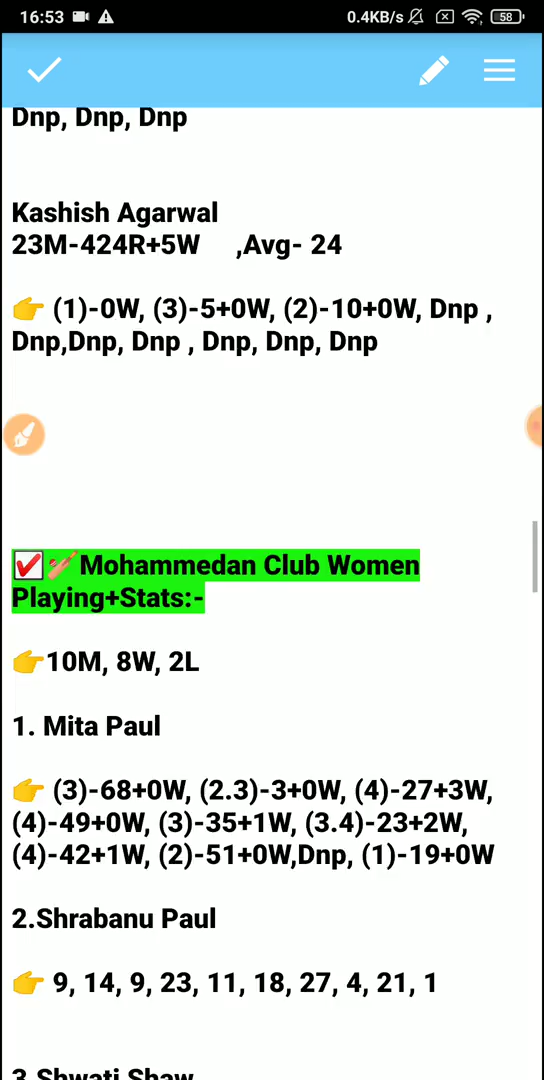 16:53 0.4KB/s 58
Dnp, Dnp, Dnp
Kashish Agarwal
23M-424R+5W ,Avg- 24
👉 (1)-0W, (3)-5+0W, (2)-10+0W, Dnp ,
Dnp,Dnp, Dnp , Dnp, Dnp, Dnp
✅🏏Mohammedan Club Women
Playing+Stats:-
👉10M, 8W, 2L
1. Mita Paul
👉 (3)-68+0W, (2.3)-3+0W, (4)-27+3W,
(4)-49+0W, (3)-35+1W, (3.4)-23+2W,
(4)-42+1W, (2)-51+0W,Dnp, (1)-19+0W
2.Shrabanu Paul
👉 9, 14, 9, 23, 11, 18, 27, 4, 21, 1
3.Shwati Shaw